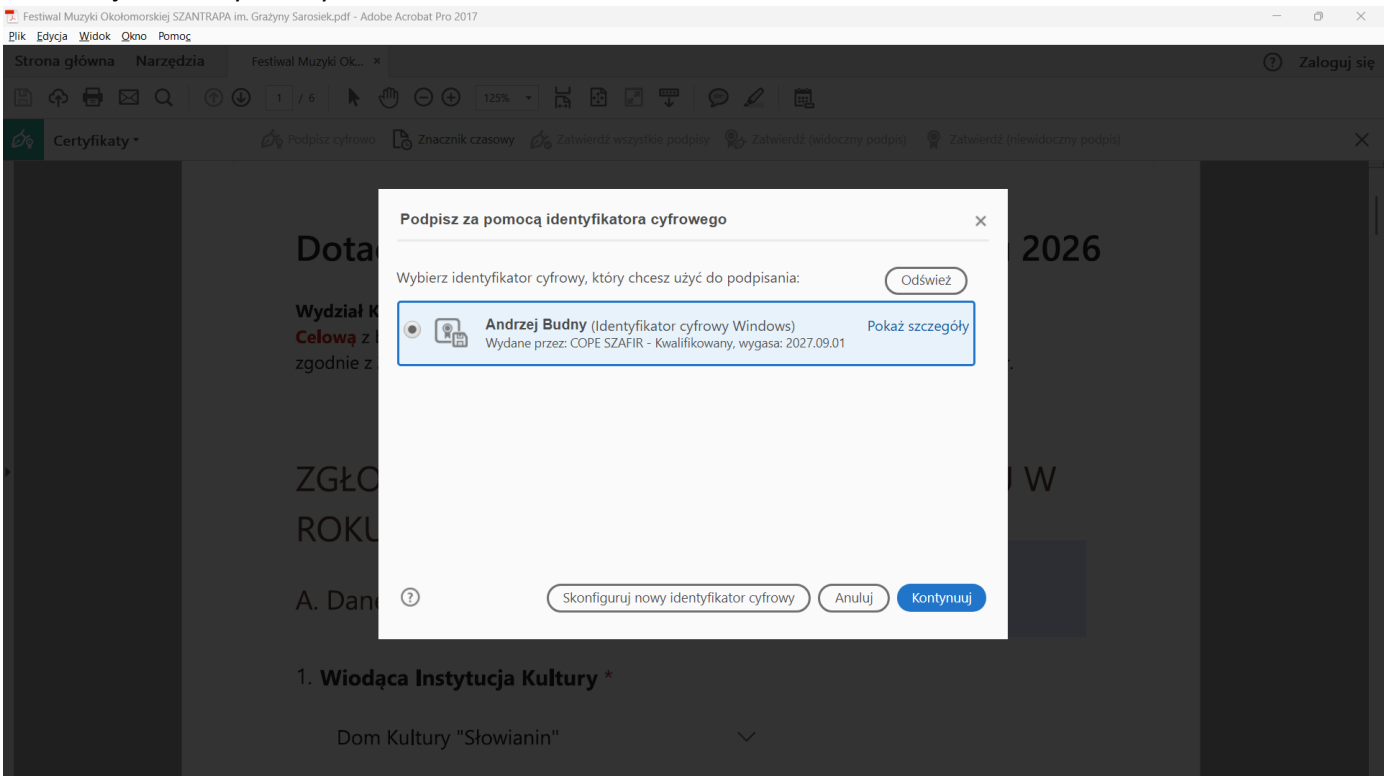 Festiwal Muzyki Okołomorskiej SZANTRAPA im. Grażyny Sarosiek.pdf - Adobe Acrobat Pro 2017
Plik Edycja Widok Okno Pomoc
Strona główna Narzędzia Festiwal Muzyki Ok... × Zaloguj się
1 / 6 125%
Certyfikaty Podpisz cyfrowo Znacznik czasowy Zatwierdź wszystkie podpisy Zatwierdź (widoczny podpis) Zatwierdź (niewidoczny podpis)
Podpisz za pomocą identyfikatora cyfrowego
2026
Wybierz identyfikator cyfrowy, który chcesz użyć do podpisania: Odśwież
Wydział
Andrzej Budny (Identyfikator cyfrowy Windows) Pokaż szczegóły
Celową z
Wydane przez: COPE SZAFIR - Kwalifikowany, wygasa: 2027.09.01
zgodnie z
W
A. Dane
Skonfiguruj nowy identyfikator cyfrowy Anuluj Kontynuuj
1. Wiodąca Instytucja Kultury *
Dom Kultury "Słowianin"